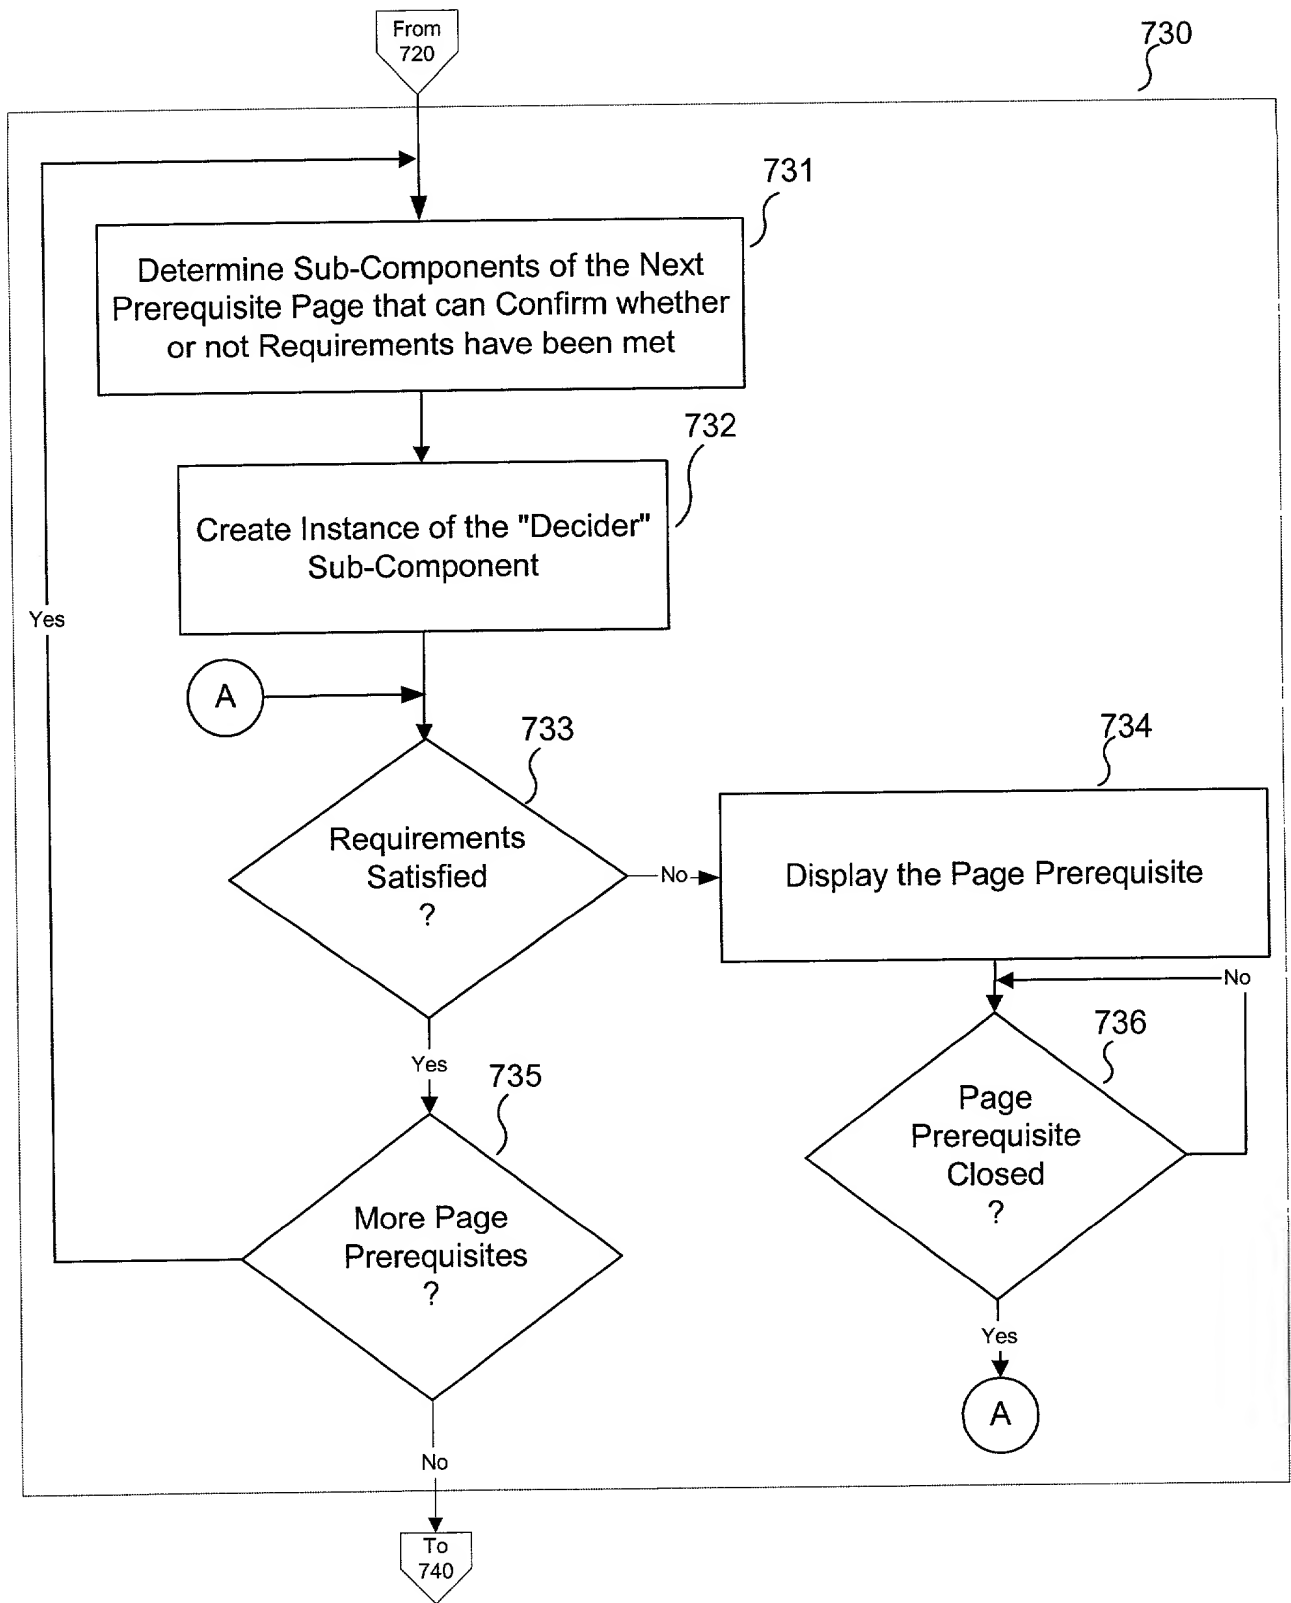 From
720
730
731
Determine Sub-Components of the Next
Prerequisite Page that can Confirm whether
or not Requirements have been met
732
Create Instance of the "Decider"
Sub-Component
Yes
A
733
Requirements
Satisfied
?
No
734
Display the Page Prerequisite
No
736
Page
Prerequisite
Closed
?
Yes
735
More Page
Prerequisites
?
Yes
A
No
To
740